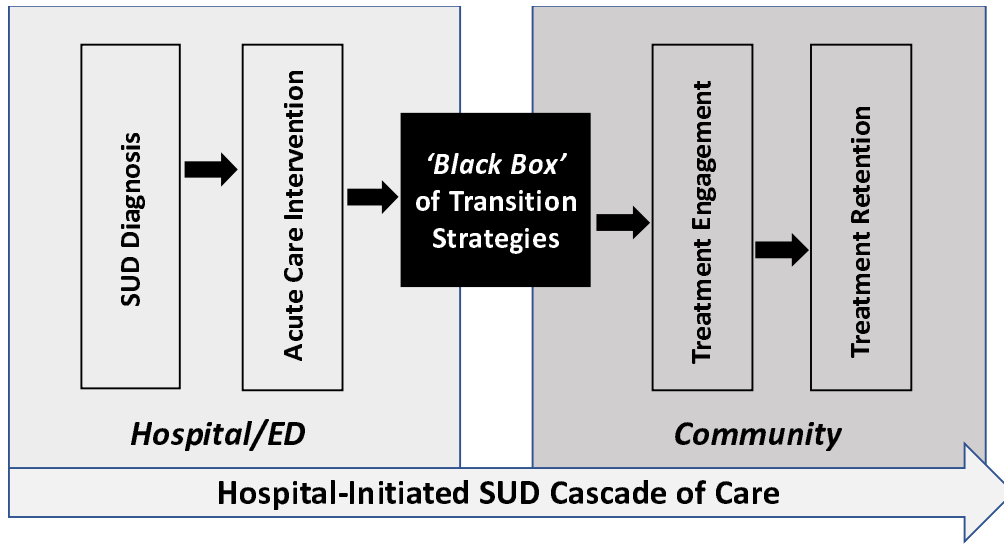 SUD Diagnosis
Acute Care Intervention
‘Black Box’
of Transition
Strategies
Treatment Engagement
Treatment Retention
Hospital/ED
Community
Hospital-Initiated SUD Cascade of Care